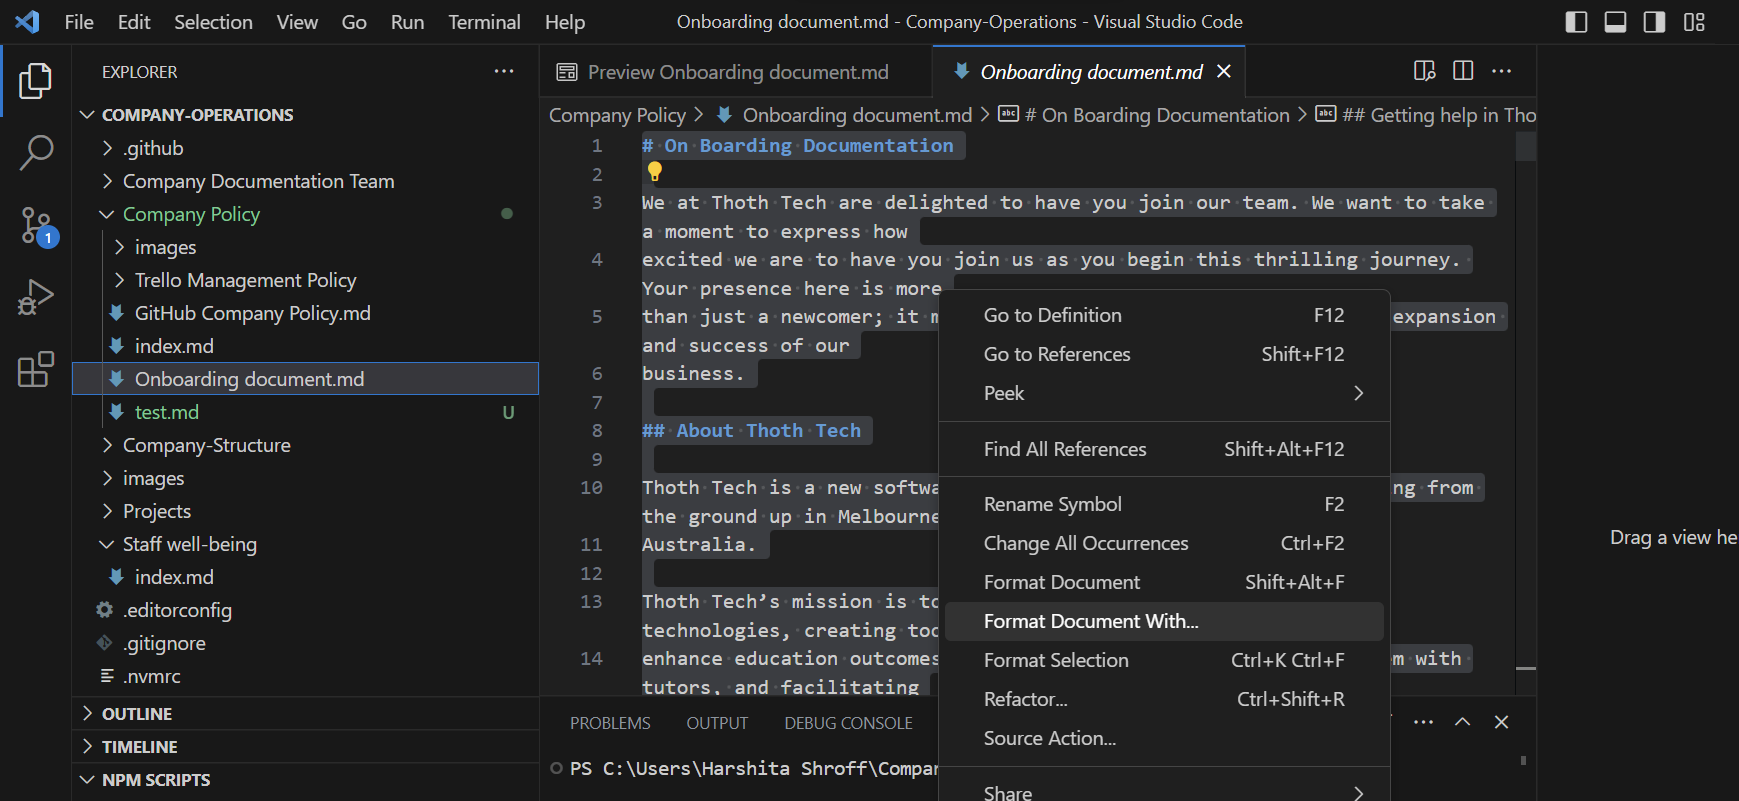 File Edit Selection View Go Run Terminal Help
Onboarding document.md - Company-Operations - Visual Studio Code
EXPLORER
COMPANY-OPERATIONS
.github
Company Documentation Team
Company Policy
images
Trello Management Policy
GitHub Company Policy.md
index.md
Onboarding document.md
test.md U
Company-Structure
images
Projects
Staff well-being
index.md
.editorconfig
.gitignore
.nvmrc
OUTLINE
TIMELINE
NPM SCRIPTS
1
Preview Onboarding document.md
Onboarding document.md
Company Policy > Onboarding document.md > # On Boarding Documentation > ## Getting help in Tho
1 # On Boarding Documentation
2
3 We at Thoth Tech are delighted to have you join our team. We want to take
a moment to express how
4 excited we are to have you join us as you begin this thrilling journey.
Your presence here is more
5 than just a newcomer; it m expansion
and success of our
6 business.
7
8 ## About Thoth Tech
9
10 Thoth Tech is a new softwa ng from
the ground up in Melbourne
11 Australia.
12
13 Thoth Tech’s mission is to
technologies, creating too
14 enhance education outcomes m with
tutors, and facilitating
Go to Definition F12
Go to References Shift+F12
Peek
Find All References Shift+Alt+F12
Rename Symbol F2
Change All Occurrences Ctrl+F2
Format Document Shift+Alt+F
Format Document With...
Format Selection Ctrl+K Ctrl+F
Refactor... Ctrl+Shift+R
Source Action...
Share
PROBLEMS OUTPUT DEBUG CONSOLE
PS C:\Users\Harshita Shroff\Compan
Drag a view he